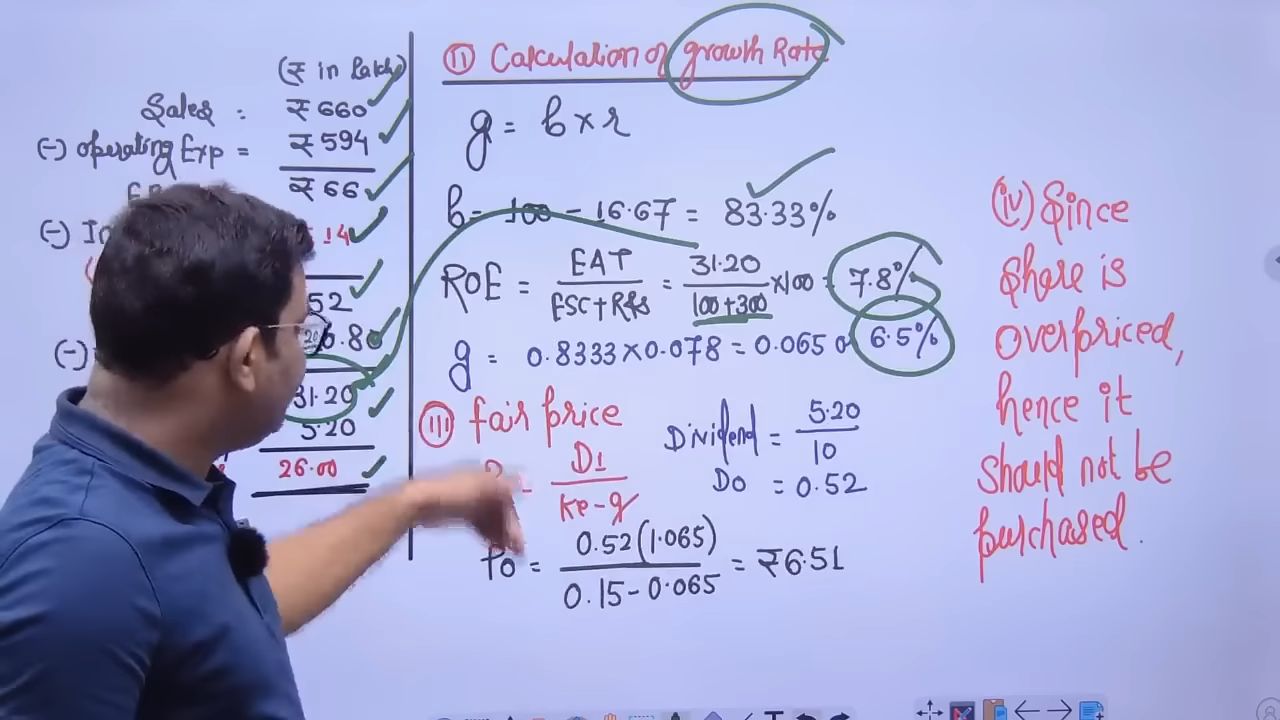 (₹ in Lakh)
Sales : ₹ 660
(-) operating Exp = ₹ 594
₹ 66
(-) In 14
52
.80
(-)
31.20
5.20
26.00
(ii) Calculation of growth Rate
g = b x r
b = 100 - 16.67 = 83.33%
ROE = EAT / ESC+R&S = 31.20 / 100+300 x100 = 7.8%
g = 0.8333 x 0.078 = 0.065 or 6.5%
(iii) fair price
D1 / Ke-g
Dividend = 5.20 / 10
D0 = 0.52
P0 = 0.52(1.065) / 0.15-0.065 = ₹6.51
(iv) Since
share is
overpriced,
hence it
should not be
purchased.